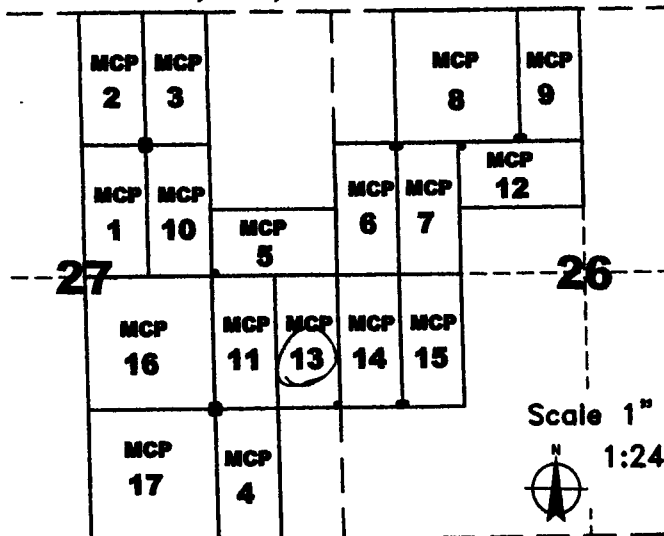 MCP MCP MCP MCP
2 3 8 9
MCP MCP MCP MCP MCP
1 10 6 7 12
MCP
5
27 26
MCP MCP MCP MCP MCP
16 11 13 14 15
Scale 1"
MCP MCP N 1:24
17 4